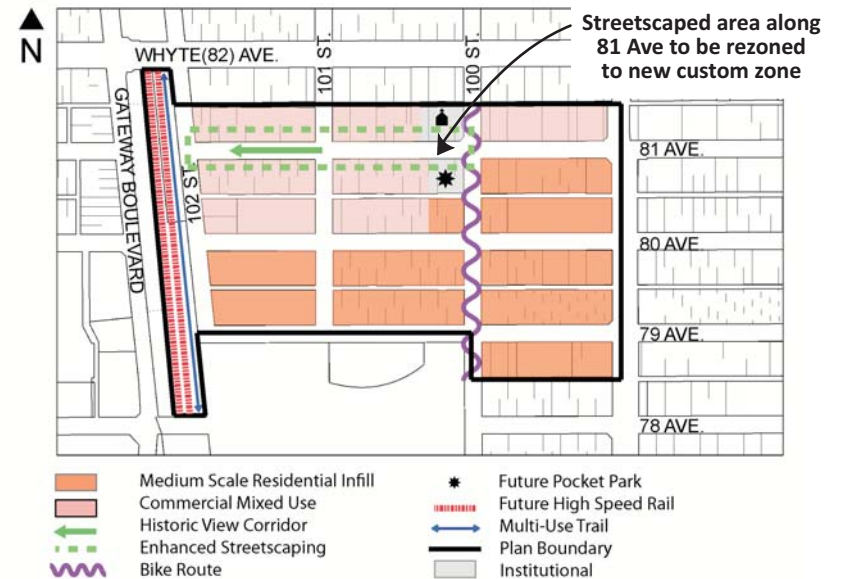 Streetscaped area along
81 Ave to be rezoned
to new custom zone
N
WHYTE(82) AVE.
101 ST.
100 ST.
GATEWAY BOULEVARD
102 ST.
81 AVE.
80 AVE.
79 AVE.
78 AVE.
Medium Scale Residential Infill
Commercial Mixed Use
Historic View Corridor
Enhanced Streetscaping
Bike Route
Future Pocket Park
Future High Speed Rail
Multi-Use Trail
Plan Boundary
Institutional